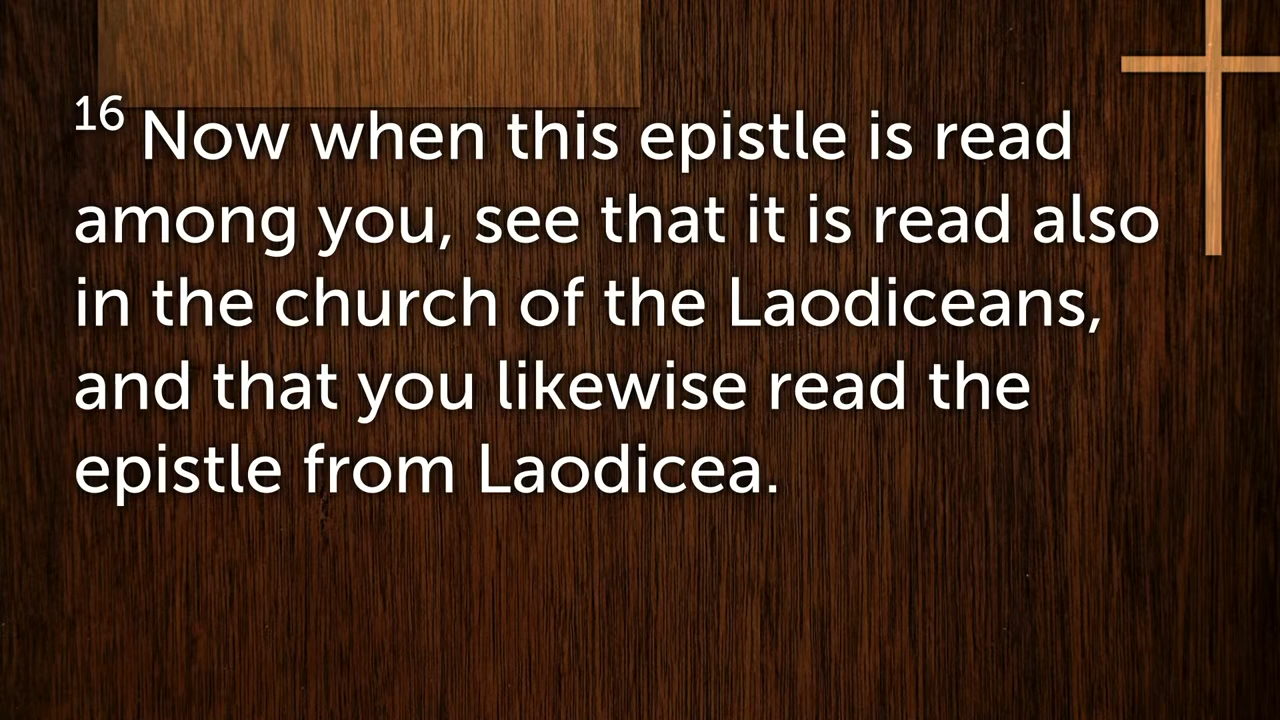 16 Now when this epistle is read
among you, see that it is read also
in the church of the Laodiceans,
and that you likewise read the
epistle from Laodicea.